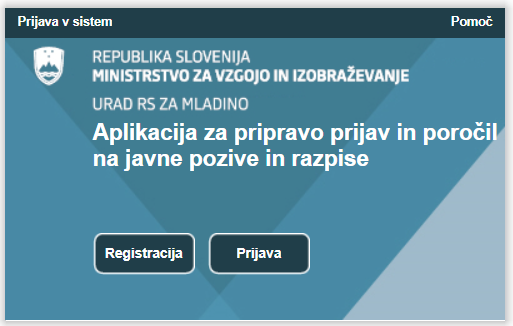 Prijava v sistem
Pomoč
REPUBLIKA SLOVENIJA
MINISTRSTVO ZA VZGOJO IN IZOBRAŽEVANJE
URAD RS ZA MLADINO
Aplikacija za pripravo prijav in poročil
na javne pozive in razpise
Registracija
Prijava